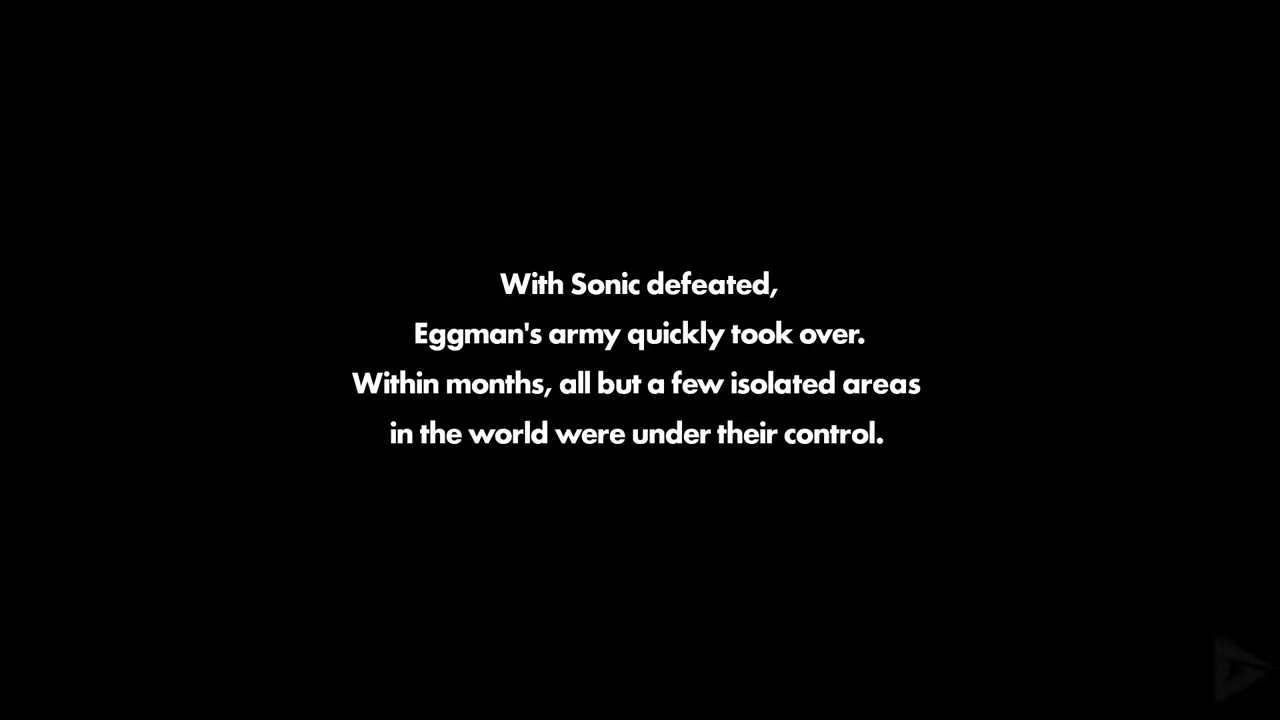 With Sonic defeated,
Eggman's army quickly took over.
Within months, all but a few isolated areas
in the world were under their control.